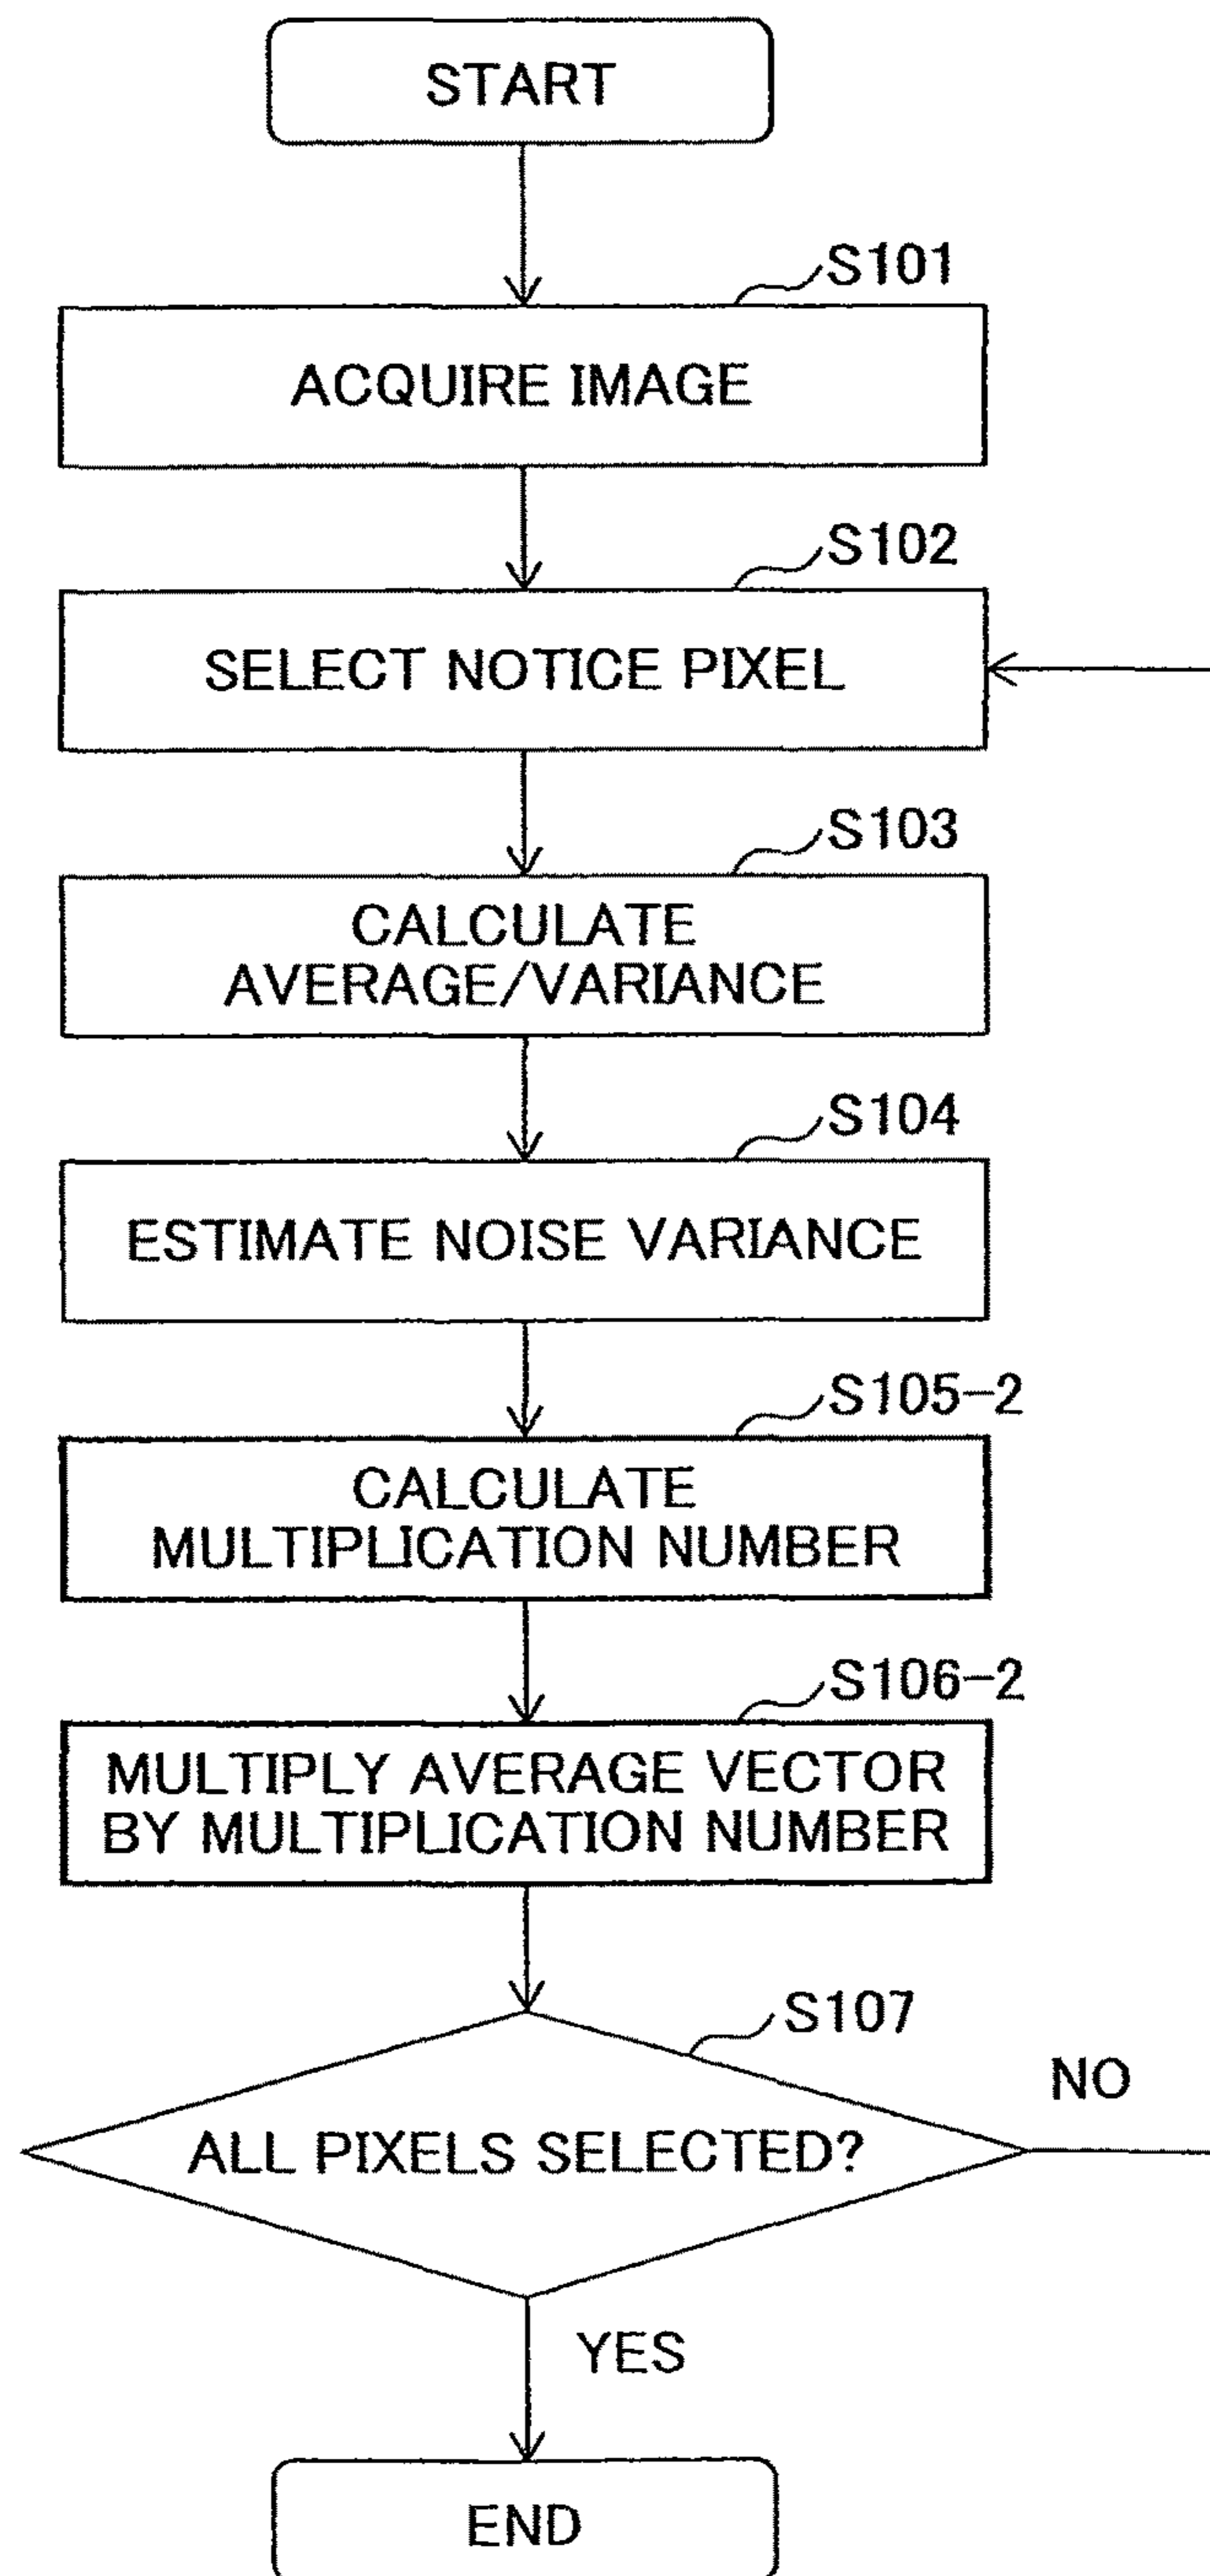 START
S101
ACQUIRE IMAGE
S102
SELECT NOTICE PIXEL
S103
CALCULATE
AVERAGE/VARIANCE
S104
ESTIMATE NOISE VARIANCE
S105-2
CALCULATE
MULTIPLICATION NUMBER
S106-2
MULTIPLY AVERAGE VECTOR
BY MULTIPLICATION NUMBER
S107
NO
ALL PIXELS SELECTED?
YES
END